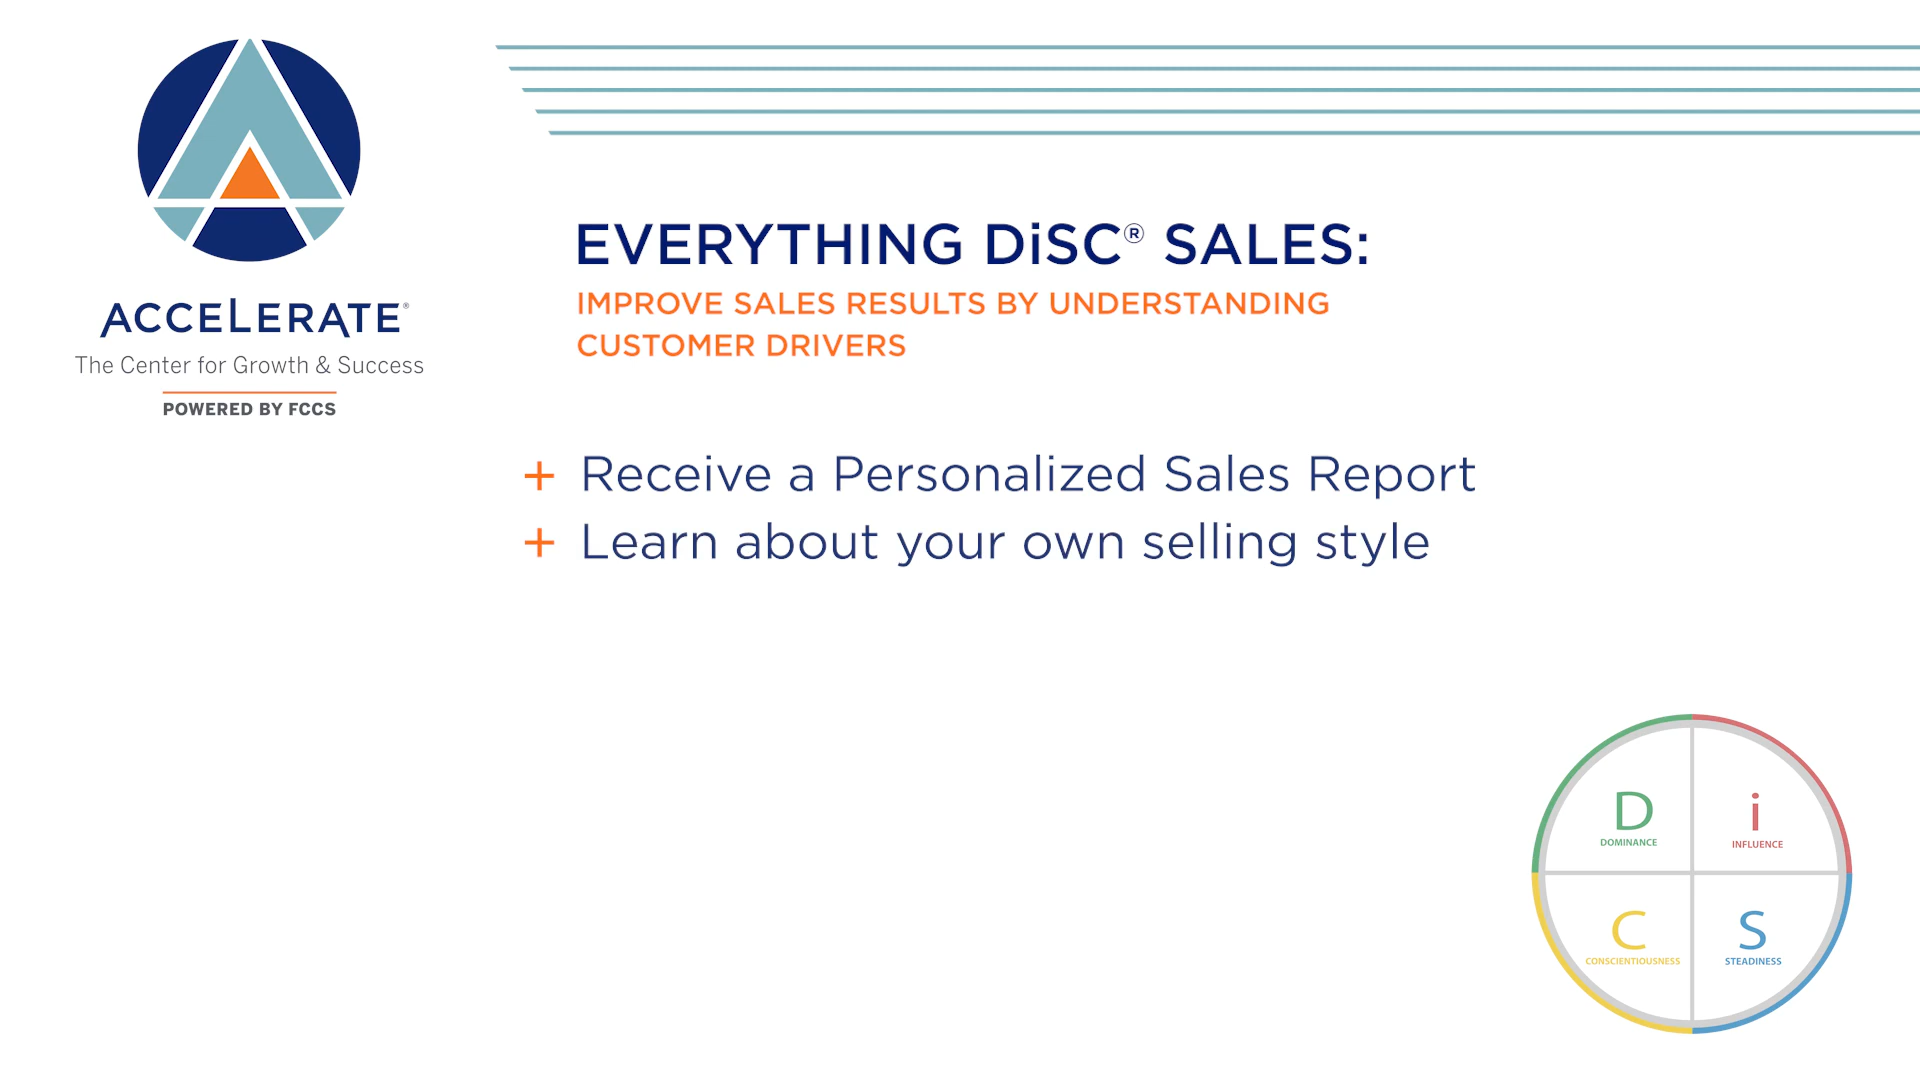 ACCELERATE®
The Center for Growth & Success
POWERED BY FCCS
EVERYTHING DiSC® SALES:
IMPROVE SALES RESULTS BY UNDERSTANDING
CUSTOMER DRIVERS
+ Receive a Personalized Sales Report
+ Learn about your own selling style
D
DOMINANCE
i
INFLUENCE
C
CONSCIENTIOUSNESS
S
STEADINESS